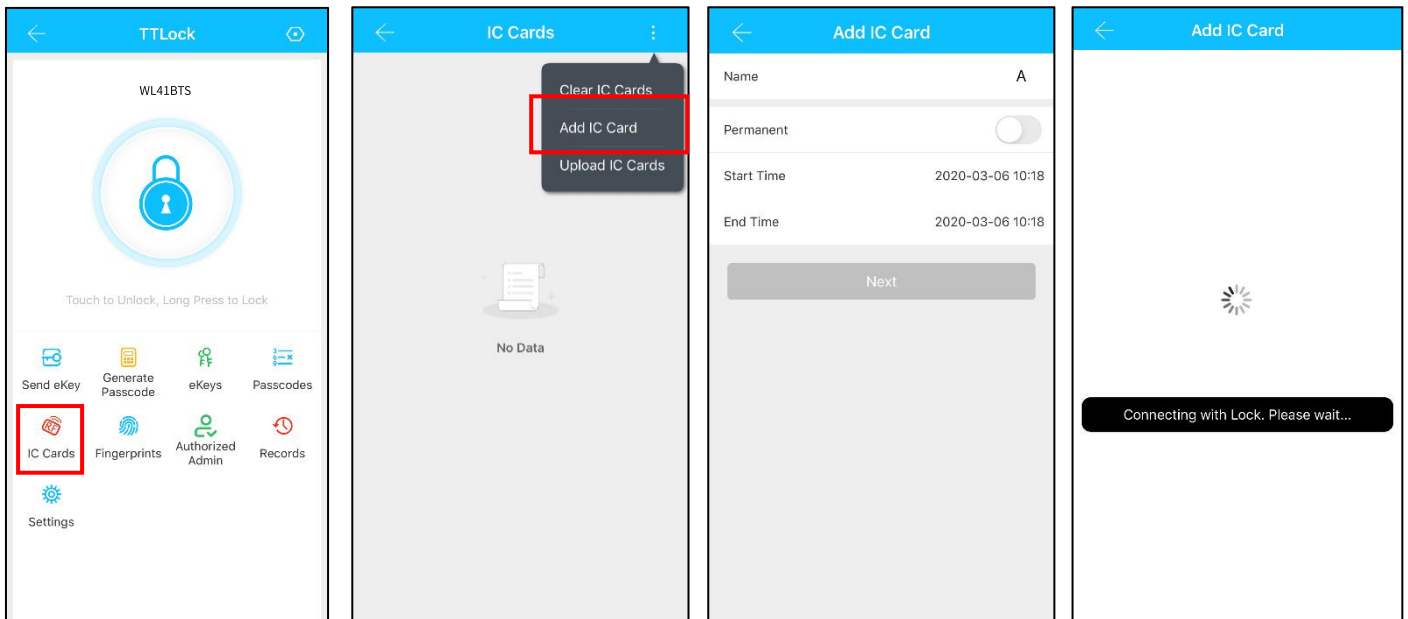 TTLock
WL41BTS
Touch to Unlock, Long Press to Lock
Send eKey
Generate
Passcode
eKeys
Passcodes
IC Cards
Fingerprints
Authorized
Admin
Records
Settings
IC Cards
Clear IC Cards
Add IC Card
Upload IC Cards
No Data
Add IC Card
Name A
Permanent
Start Time 2020-03-06 10:18
End Time 2020-03-06 10:18
Next
Add IC Card
Connecting with Lock. Please wait...